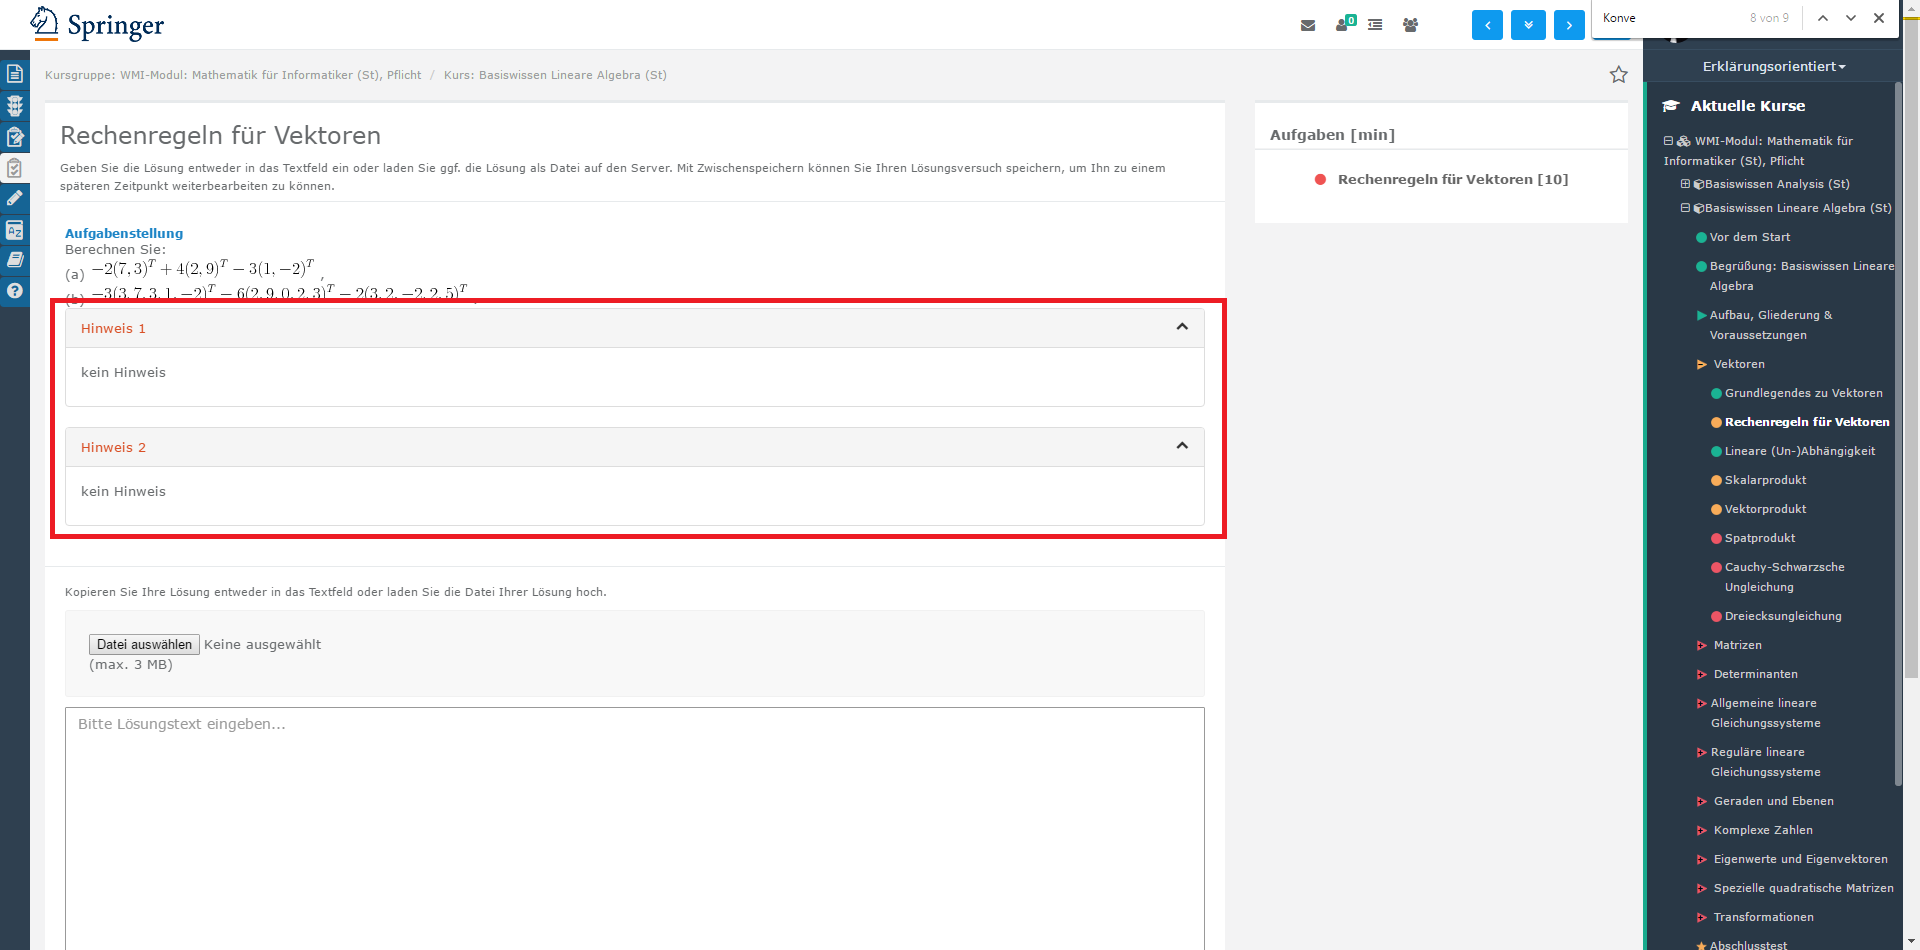 Springer
0
Konve
8 von 9
Kursgruppe: WMI-Modul: Mathematik für Informatiker (St), Pflicht / Kurs: Basiswissen Lineare Algebra (St)
Rechenregeln für Vektoren
Geben Sie die Lösung entweder in das Textfeld ein oder laden Sie ggf. die Lösung als Datei auf den Server. Mit Zwischenspeichern können Sie Ihren Lösungsversuch speichern, um Ihn zu einem
späteren Zeitpunkt weiterbearbeiten zu können.
Aufgabenstellung
Berechnen Sie:
(a) −2(7, 3)^T + 4(2, 9)^T − 3(1, −2)^T ,
(b) −3(3, 7, 3, 1, −2)^T − 6(2, 9, 0, 2, 3)^T − 2(3, 2, −2, 2, 5)^T
Hinweis 1
kein Hinweis
Hinweis 2
kein Hinweis
Kopieren Sie Ihre Lösung entweder in das Textfeld oder laden Sie die Datei Ihrer Lösung hoch.
Datei auswählen Keine ausgewählt
(max. 3 MB)
Bitte Lösungstext eingeben...
Aufgaben [min]
Rechenregeln für Vektoren [10]
Erklärungsorientiert
Aktuelle Kurse
WMI-Modul: Mathematik für
Informatiker (St), Pflicht
Basiswissen Analysis (St)
Basiswissen Lineare Algebra (St)
Vor dem Start
Begrüßung: Basiswissen Lineare
Algebra
Aufbau, Gliederung &
Voraussetzungen
Vektoren
Grundlegendes zu Vektoren
Rechenregeln für Vektoren
Lineare (Un-)Abhängigkeit
Skalarprodukt
Vektorprodukt
Spatprodukt
Cauchy-Schwarzsche
Ungleichung
Dreiecksungleichung
Matrizen
Determinanten
Allgemeine lineare
Gleichungssysteme
Reguläre lineare
Gleichungssysteme
Geraden und Ebenen
Komplexe Zahlen
Eigenwerte und Eigenvektoren
Spezielle quadratische Matrizen
Transformationen
Abschlusstest